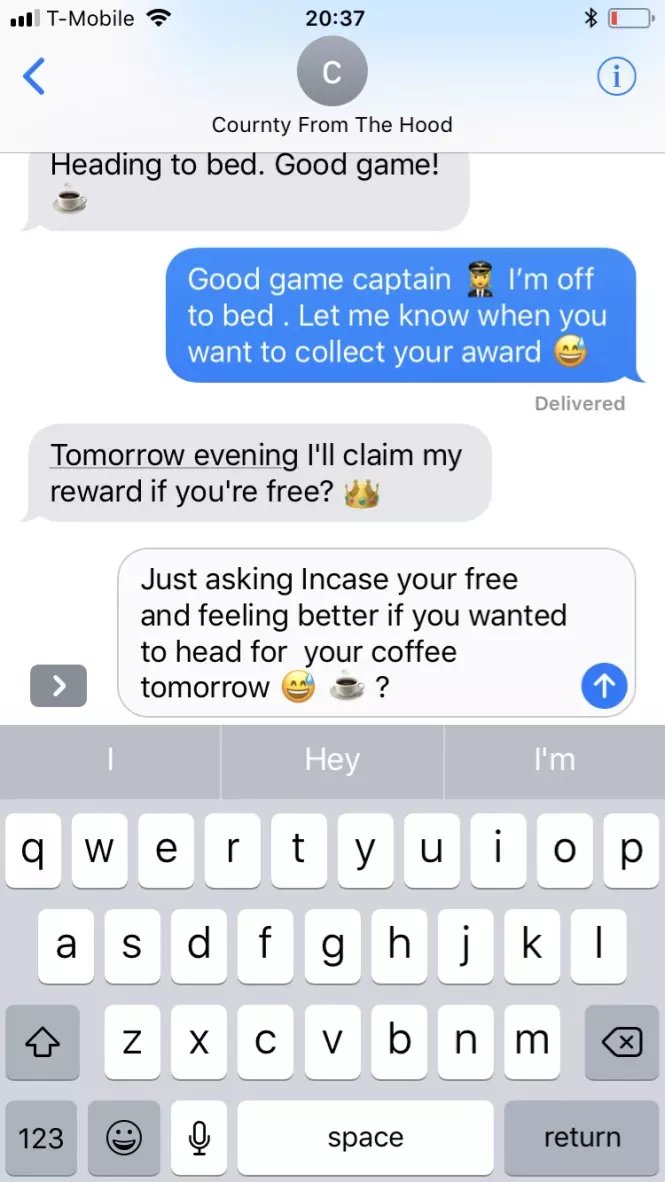 T-Mobile 20:37
C
Cournty From The Hood
Heading to bed. Good game!
☕
Good game captain 👩‍✈️ I’m off
to bed . Let me know when you
want to collect your award 😅
Delivered
Tomorrow evening I'll claim my
reward if you're free? 👑
Just asking Incase your free
and feeling better if you wanted
to head for  your coffee
tomorrow 😅 ☕ ?
I Hey I'm
q w e r t y u i o p
a s d f g h j k l
z x c v b n m
123 space return